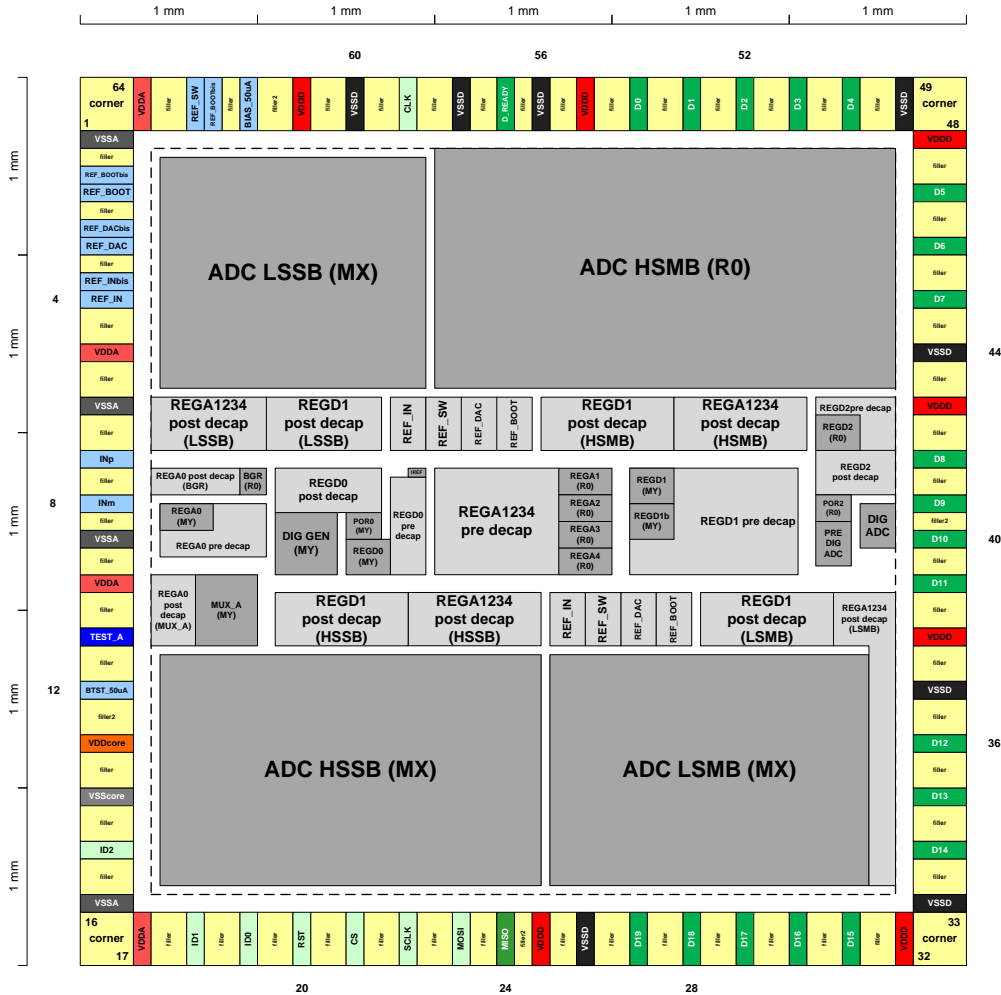 1 mm
1 mm
1 mm
1 mm
1 mm
60
56
52
64
corner
1
VDDA
filler
REF_SW
REF_BOOTbis
filler
BIAS_50uA
filler2
VDDD
filler
VSSD
filler
CLK
filler
VSSD
filler
D_READY
VSSD
filler
VDDD
filler
D0
filler
D1
filler
D2
filler
D3
filler
D4
filler
VSSD
49
corner
48
1 mm
1 mm
1 mm
1 mm
1 mm
4
8
12
VSSA
filler
REF_BOOTbis
REF_BOOT
filler
REF_DACbis
REF_DAC
filler
REF_INbis
REF_IN
filler
VDDA
filler
VSSA
filler
INp
filler
INm
filler
VSSA
filler
VDDA
filler
TEST_A
filler
BTST_50uA
filler2
VDDcore
filler
VSScore
filler
ID2
filler
VSSA
ADC LSSB (MX)
ADC HSMB (R0)
REGA1234
post decap
(LSSB)
REGD1
post decap
(LSSB)
REF_IN
REF_SW
REF_DAC
REF_BOOT
REGD1
post decap
(HSMB)
REGA1234
post decap
(HSMB)
REGD2pre decap
REGD2
(R0)
REGD2
post decap
REGA0 post decap
(BGR)
BGR
(R0)
REGA0
(MY)
REGA0 pre decap
REGD0
post decap
DIG GEN
(MY)
POR0
(MY)
REGD0
(MY)
IREF
REGD0
pre
decap
REGA1234
pre decap
REGA1
(R0)
REGA2
(R0)
REGA3
(R0)
REGA4
(R0)
REGD1
(MY)
REGD1b
(MY)
REGD1 pre decap
POR2
(R0)
PRE
DIG
ADC
DIG
ADC
REGA0
post
decap
(MUX_A)
MUX_A
(MY)
REGD1
post decap
(HSSB)
REGA1234
post decap
(HSSB)
REF_IN
REF_SW
REF_DAC
REF_BOOT
REGD1
post decap
(LSMB)
REGA1234
post decap
(LSMB)
ADC HSSB (MX)
ADC LSMB (MX)
VDDD
filler
D5
filler
D6
filler
D7
filler
VSSD
filler
VDDD
filler
D8
filler
D9
filler2
D10
filler
D11
filler
VDDD
filler
VSSD
filler
D12
filler
D13
filler
D14
filler
VSSD
44
40
36
16
corner
17
VDDA
filler
ID1
filler
ID0
filler
RST
filler
CS
filler
SCLK
filler
MOSI
filler
MISO
filler2
VDDD
filler
VSSD
filler
D19
filler
D18
filler
D17
filler
D16
filler
D15
filler
VDDD
33
corner
32
20
24
28